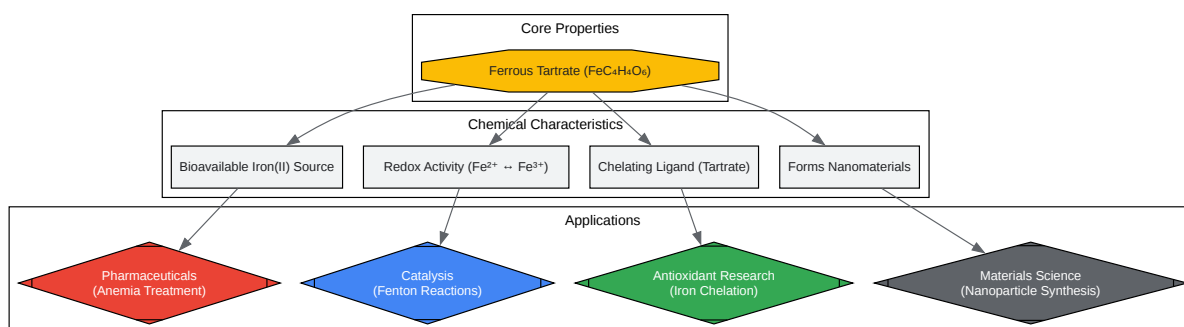 Core Properties
Ferrous Tartrate (FeC₄H₄O₆)
Chemical Characteristics
Bioavailable Iron(II) Source
Redox Activity (Fe²⁺ ↔ Fe³⁺)
Chelating Ligand (Tartrate)
Forms Nanomaterials
Applications
Pharmaceuticals
(Anemia Treatment)
Catalysis
(Fenton Reactions)
Antioxidant Research
(Iron Chelation)
Materials Science
(Nanoparticle Synthesis)